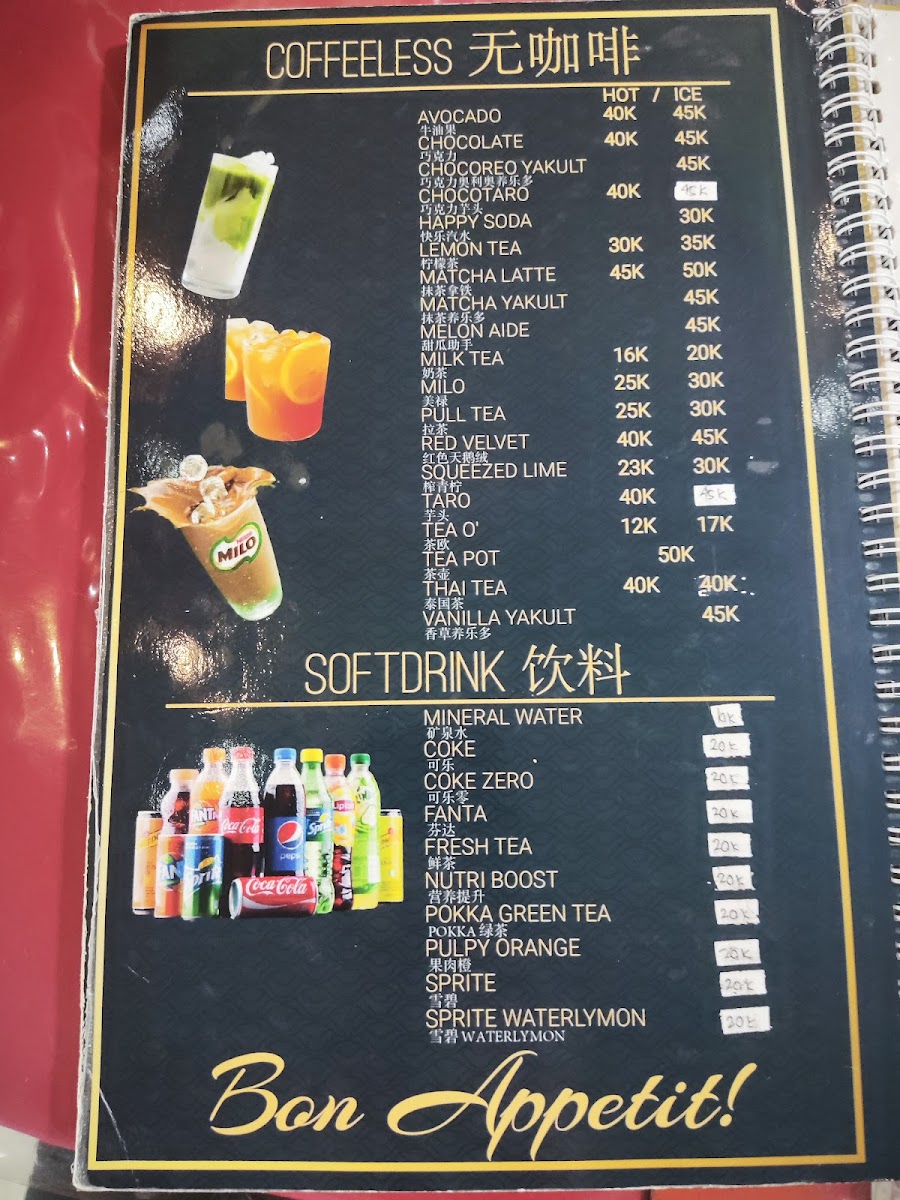 COFFEELESS 无咖啡
HOT / ICE
AVOCADO 40K 45K
牛油果
CHOCOLATE 40K 45K
巧克力
CHOCOREO YAKULT 45K
巧克力奥利奥养乐多
CHOCOTARO 40K 45K
巧克力芋头
HAPPY SODA 30K
快乐汽水
LEMON TEA 30K 35K
柠檬茶
MATCHA LATTE 45K 50K
抹茶拿铁
MATCHA YAKULT 45K
抹茶养乐多
MELON AIDE 45K
甜瓜助手
MILK TEA 16K 20K
奶茶
MILO 25K 30K
美禄
PULL TEA 25K 30K
拉茶
RED VELVET 40K 45K
红色天鹅绒
SQUEEZED LIME 23K 30K
榨青柠
TARO 40K 45K
芋头
TEA O' 12K 17K
茶欧
TEA POT 50K
茶壶
THAI TEA 40K 40K
泰国茶
VANILLA YAKULT 45K
香草养乐多
MILO
SOFTDRINK 饮料
MINERAL WATER
矿泉水
COKE 20K
可乐
COKE ZERO 20K
可乐零
FANTA 20K
芬达
FRESH TEA 20K
鲜茶
NUTRI BOOST 20K
营养提升
POKKA GREEN TEA 20K
POKKA 绿茶
PULPY ORANGE 20K
果肉橙
SPRITE 20K
雪碧
SPRITE WATERLYMON 20K
雪碧 WATERLYMON
FANTA
Coca-Cola
pepsi
Sprite
Lipton
Coca-Cola
Bon Appetit!